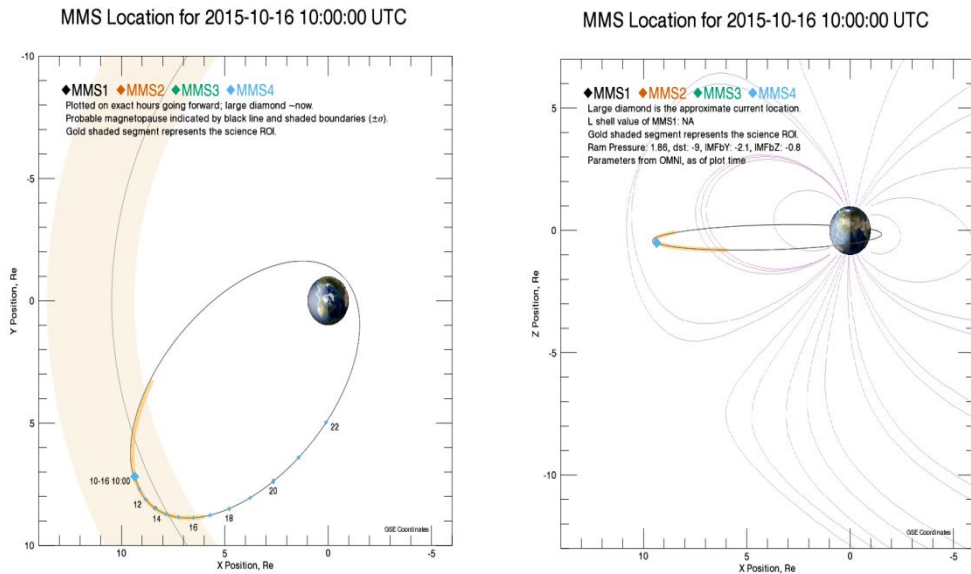 MMS Location for 2015-10-16 10:00:00 UTC
MMS1 MMS2 MMS3 MMS4
Plotted on exact hours going forward; large diamond ~now.
Probable magnetopause indicated by black line and shaded boundaries (±σ).
Gold shaded segment represents the science ROI.
-10
-5
0
5
10
Y Position, Re
10-16 10:00
12
14
16
18
20
22
GSE Coordinates
10
5
0
-5
X Position, Re
MMS Location for 2015-10-16 10:00:00 UTC
MMS1 MMS2 MMS3 MMS4
Large diamond is the approximate current location.
L shell value of MMS1: NA
Gold shaded segment represents the science ROI.
Ram Pressure: 1.86, dst: -9, IMFbY: -2.1, IMFbZ: -0.8
Parameters from OMNI, as of plot time
5
0
-5
-10
Z Position, Re
GSE Coordinates
10
5
0
-5
X Position, Re